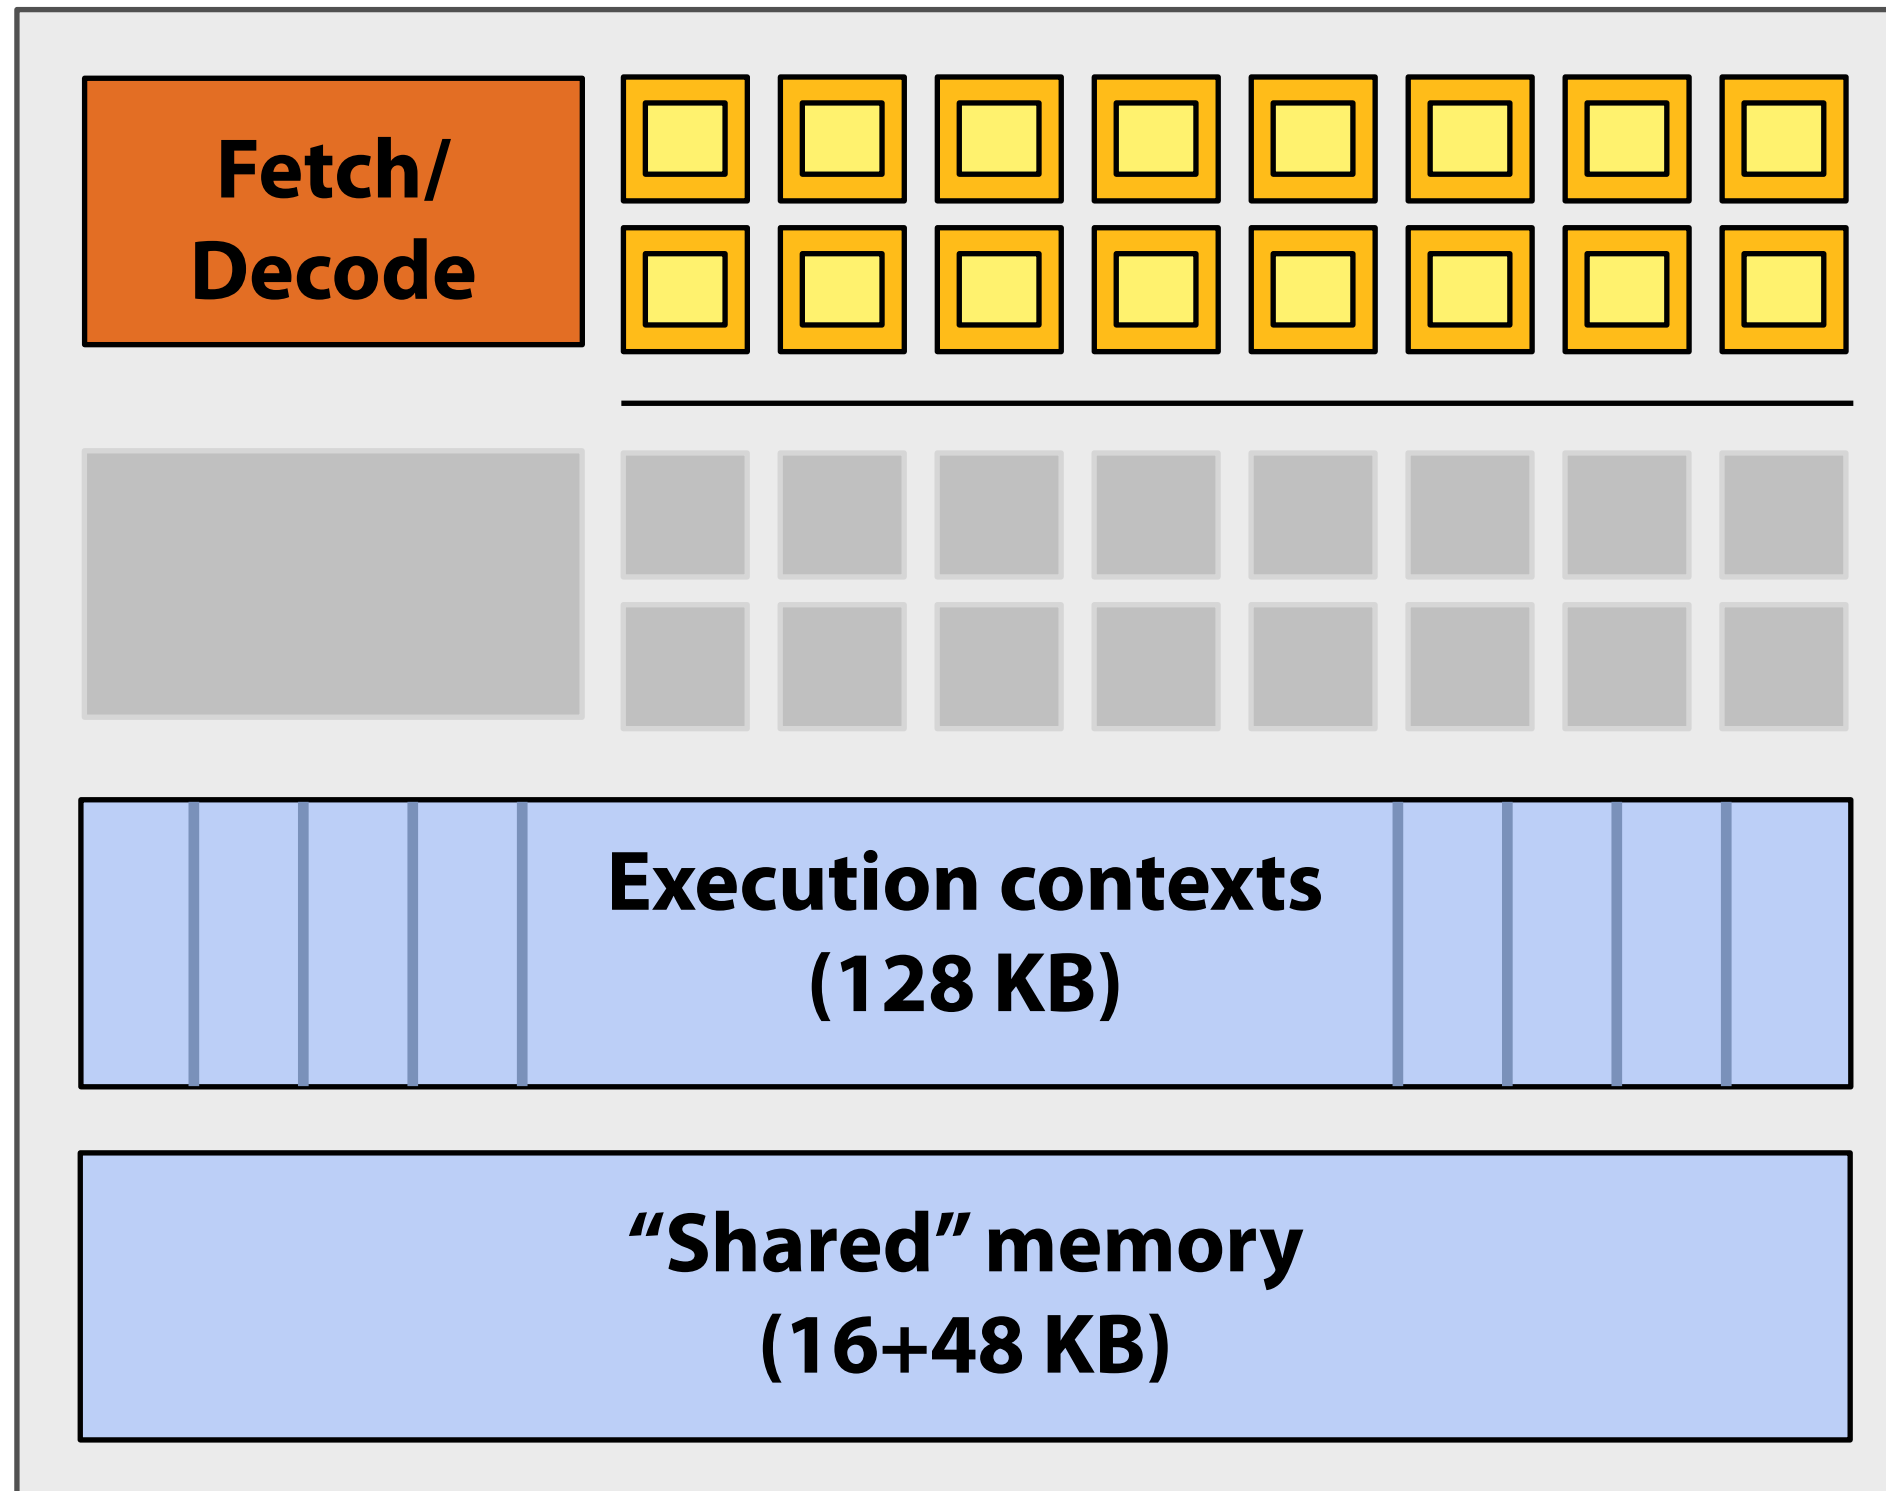 Fetch/
Decode
Execution contexts
(128 KB)
“Shared” memory
(16+48 KB)